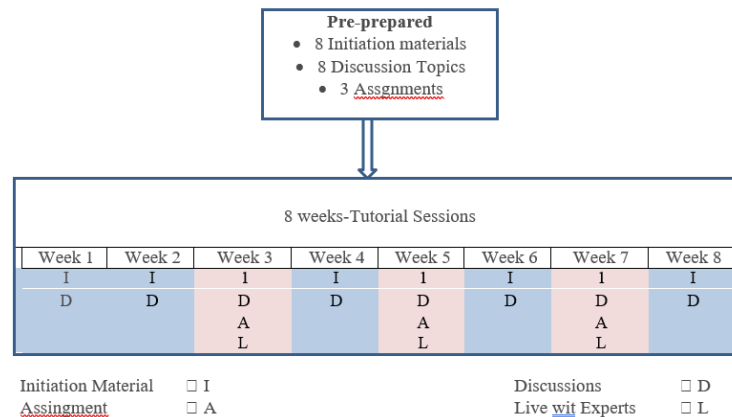 Pre-prepared
• 8 Initiation materials
• 8 Discussion Topics
• 3 Assgnments
8 weeks-Tutorial Sessions
Week 1 Week 2 Week 3 Week 4 Week 5 Week 6 Week 7 Week 8
I I 1 I 1 I 1 I
D D D D D D D D
A A A
L L L
Initiation Material □ I Discussions □ D
Assingment □ A Live wit Experts □ L